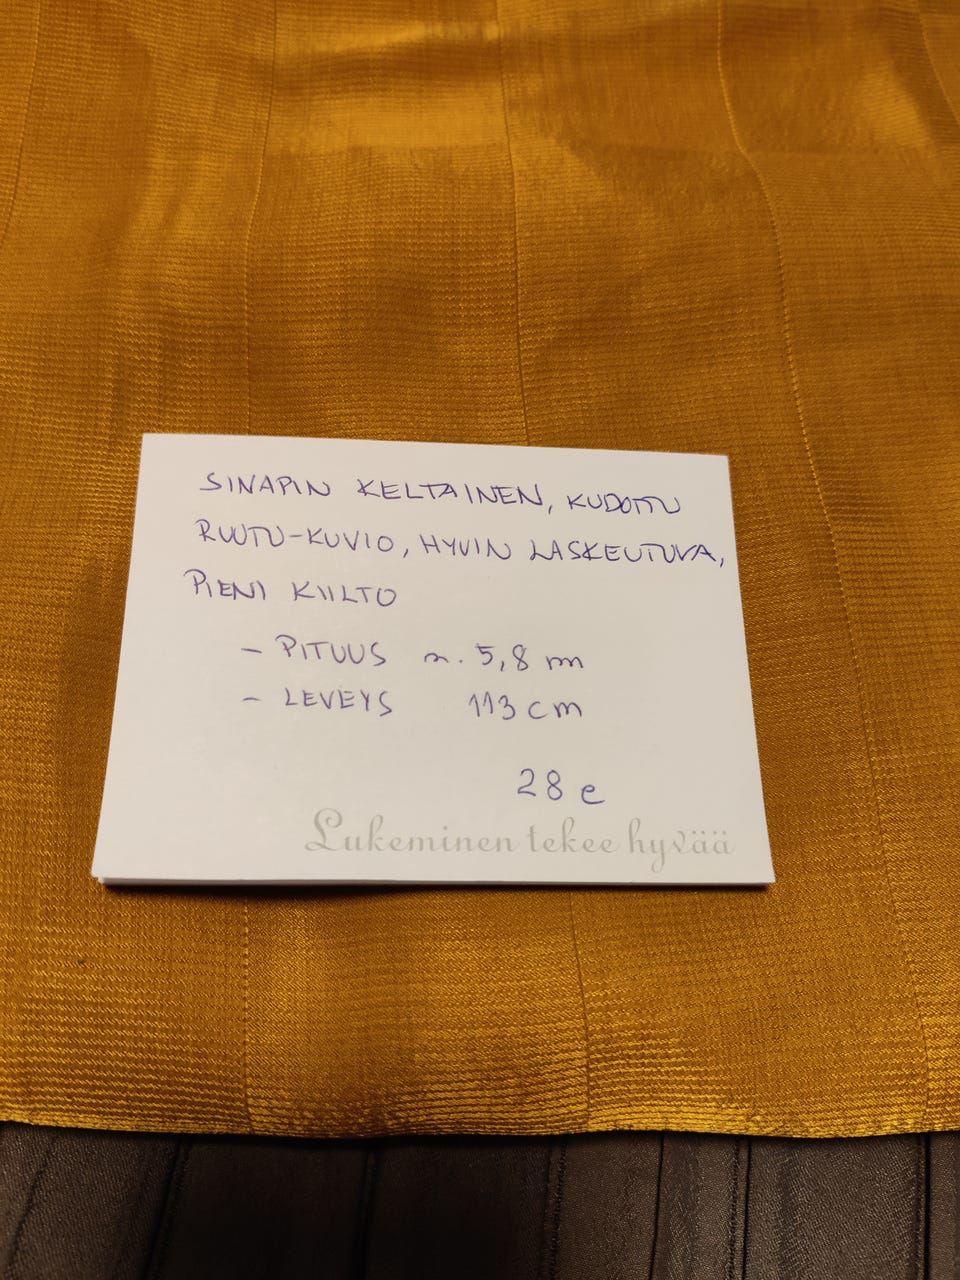 SINAPIN KELTAINEN, KUDOTTU
RUUTU-KUVIO, HYVIN LASKEUTUVA,
PIENI KIILTO
- PITUUS n. 5,8 m
- LEVEYS 113 cm
28 e
Lukeminen tekee hyvää